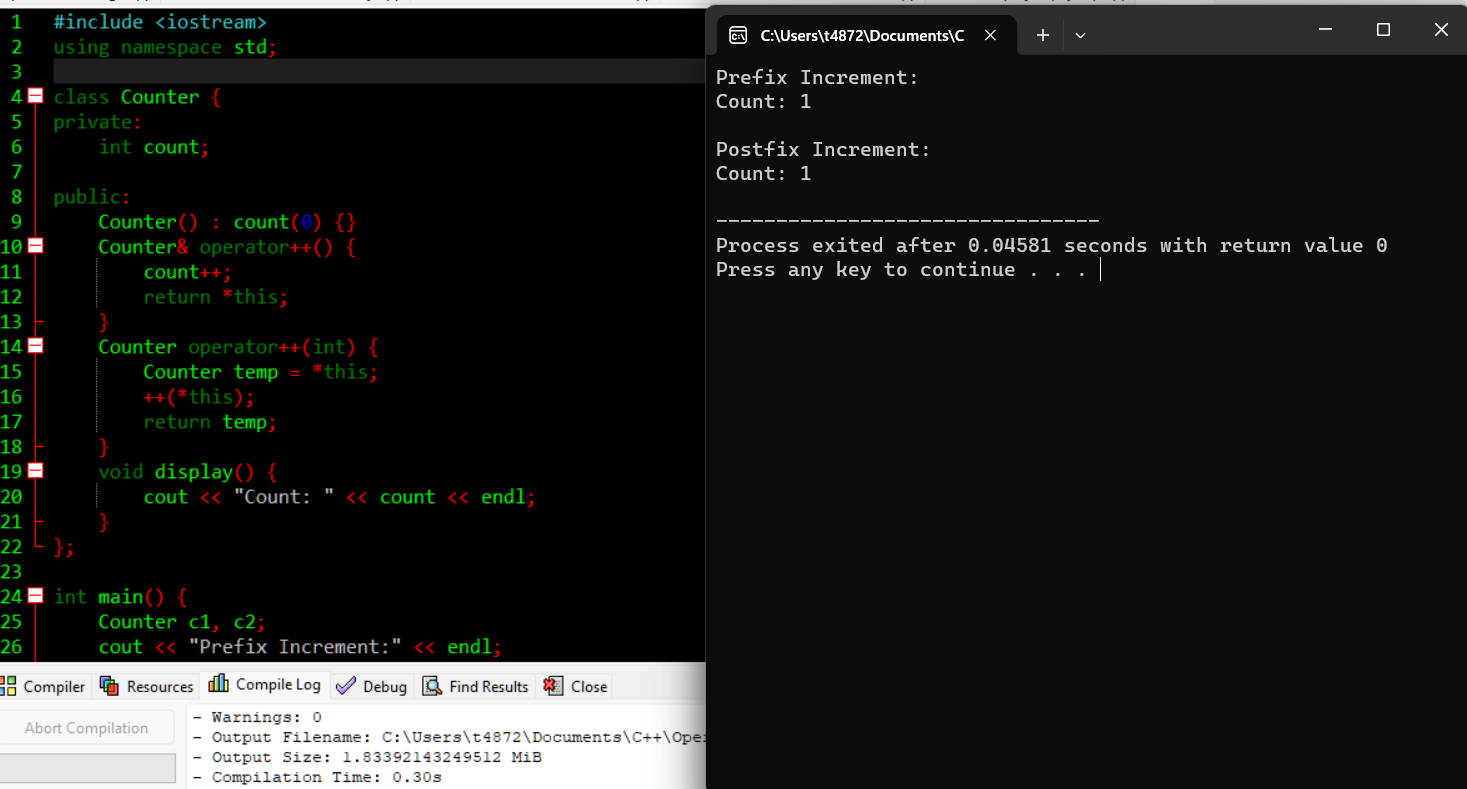 1 #include <iostream>
2 using namespace std;
3
4 class Counter {
5 private:
6     int count;
7
8 public:
9     Counter() : count(0) {}
10     Counter& operator++() {
11         count++;
12         return *this;
13     }
14     Counter operator++(int) {
15         Counter temp = *this;
16         ++(*this);
17         return temp;
18     }
19     void display() {
20         cout << "Count: " << count << endl;
21     }
22 };
23
24 int main() {
25     Counter c1, c2;
26     cout << "Prefix Increment:" << endl;
Compiler Resources Compile Log Debug Find Results Close
Abort Compilation
- Warnings: 0
- Output Filename: C:\Users\t4872\Documents\C++\Ope
- Output Size: 1.83392143249512 MiB
- Compilation Time: 0.30s
C:\Users\t4872\Documents\C
Prefix Increment:
Count: 1

Postfix Increment:
Count: 1

--------------------------------
Process exited after 0.04581 seconds with return value 0
Press any key to continue . . .